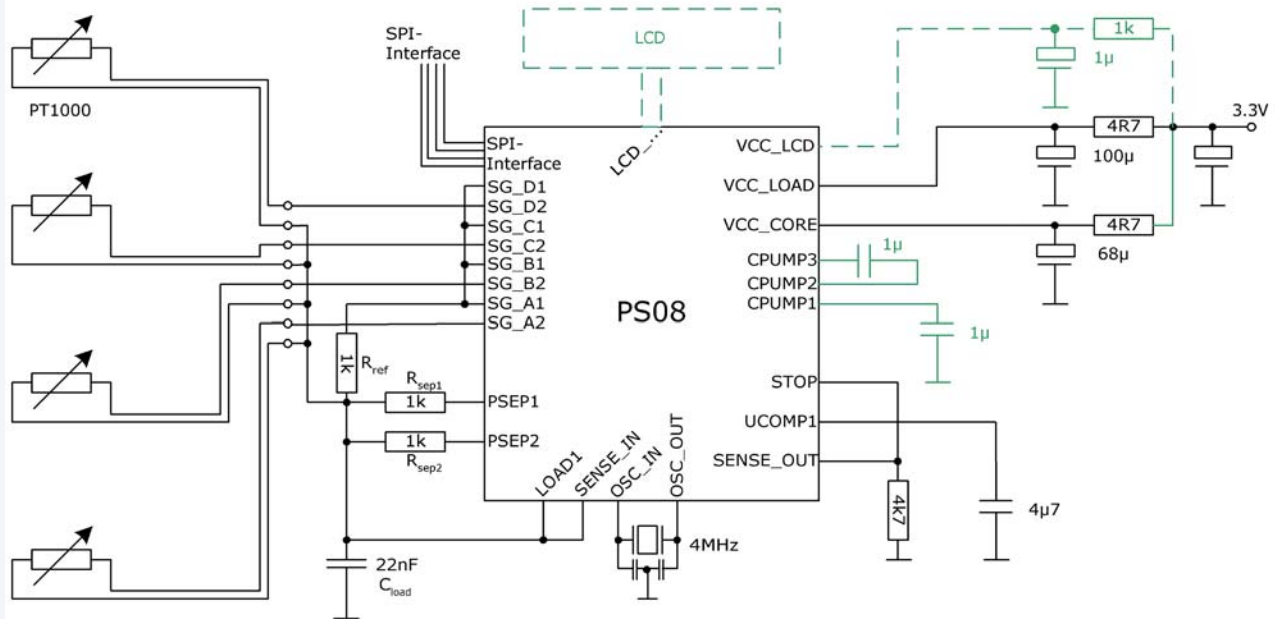 SPI-
Interface
LCD
1k
1µ
PT1000
3.3V
4R7
100µ
4R7
68µ
SPI-
Interface
SG_D1
SG_D2
SG_C1
SG_C2
SG_B1
SG_B2
SG_A1
SG_A2
PSEP1
PSEP2
LCD_...
PS08
VCC_LCD
VCC_LOAD
VCC_CORE
CPUMP3
CPUMP2
CPUMP1
1µ
1µ
STOP
UCOMP1
SENSE_OUT
1k
Rref
Rsep1
1k
1k
Rsep2
LOAD1
SENSE_IN
OSC_IN
OSC_OUT
4k7
4µ7
4MHz
22nF
Cload